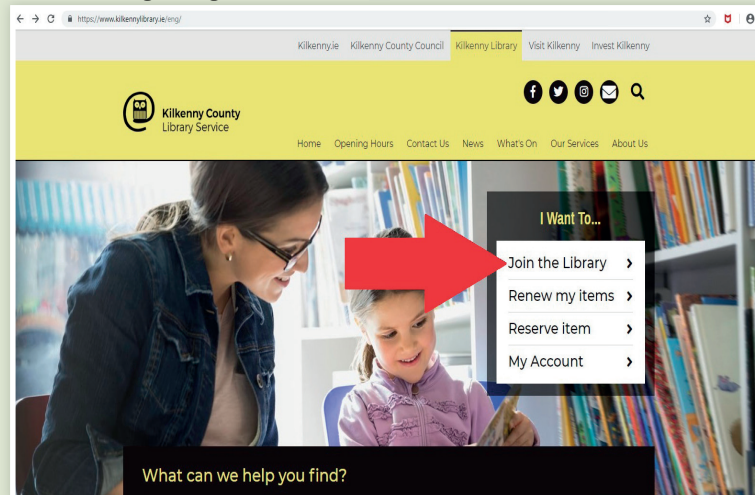 https://www.kilkennylibrary.ie/eng/
Kilkenny.ie Kilkenny County Council Kilkenny Library Visit Kilkenny Invest Kilkenny
Kilkenny County
Library Service
Home Opening Hours Contact Us News What's On Our Services About Us
I Want To...
Join the Library
Renew my items
Reserve item
My Account
What can we help you find?